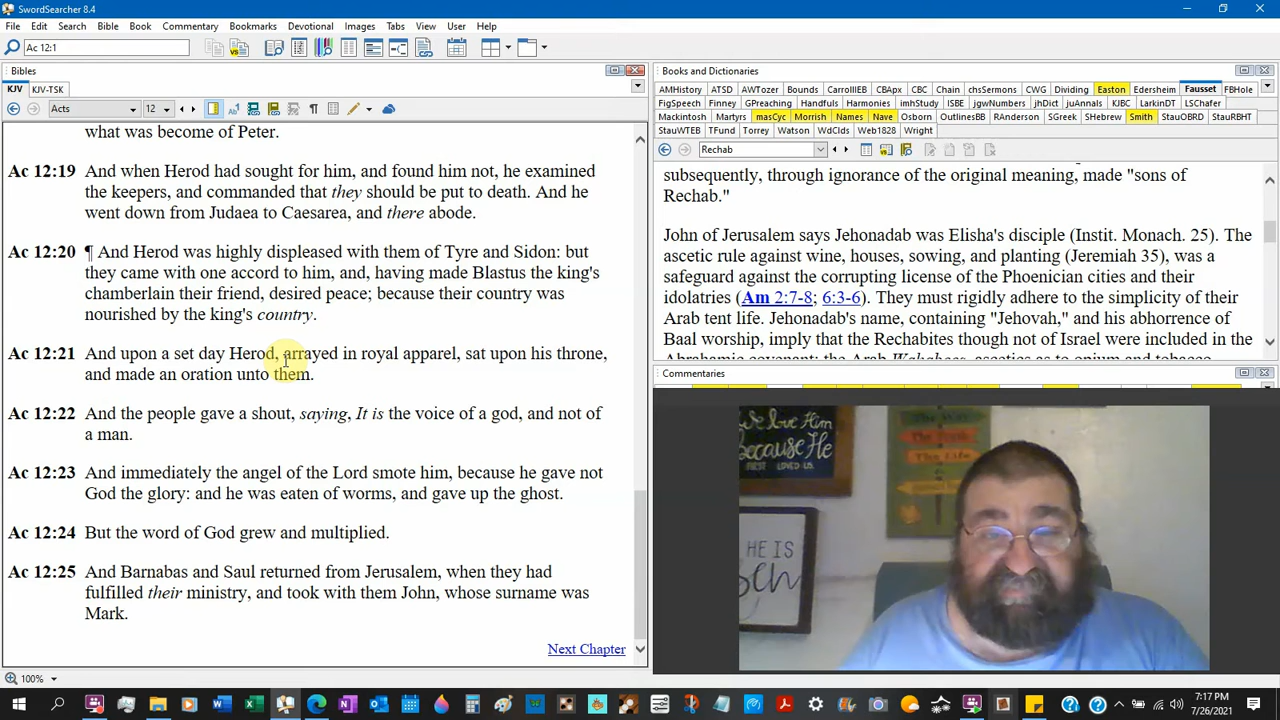 SwordSearcher 8.4
File Edit Search Bible Book Commentary Bookmarks Devotional Images Tabs View User Help
Ac 12:1
Bibles
KJV KJV-TSK
Acts 12
what was become of Peter.
Ac 12:19 And when Herod had sought for him, and found him not, he examined
the keepers, and commanded that they should be put to death. And he
went down from Judaea to Caesarea, and there abode.
Ac 12:20 ¶ And Herod was highly displeased with them of Tyre and Sidon: but
they came with one accord to him, and, having made Blastus the king's
chamberlain their friend, desired peace; because their country was
nourished by the king's country.
Ac 12:21 And upon a set day Herod, arrayed in royal apparel, sat upon his throne,
and made an oration unto them.
Ac 12:22 And the people gave a shout, saying, It is the voice of a god, and not of
a man.
Ac 12:23 And immediately the angel of the Lord smote him, because he gave not
God the glory: and he was eaten of worms, and gave up the ghost.
Ac 12:24 But the word of God grew and multiplied.
Ac 12:25 And Barnabas and Saul returned from Jerusalem, when they had
fulfilled their ministry, and took with them John, whose surname was
Mark.
Next Chapter
100%
Books and Dictionaries
AMHistory ATSD AWTozer Bounds CarrollEB CBApx CBC Chain chsSermons CWG Dividing Easton Edersheim Fausset FBHole
FigSpeech Finney GPreaching Handfuls Harmonies imhStudy ISBE jgwNumbers jhDict juAnnals KJBC LarkinDT LSChafer
Mackintosh Martyrs masCyc Morrish Names Nave Osborn OutlinesBB RAnderson SGreek SHebrew Smith StauOBRD StauRBHT
StauWTEB TFund Torrey Watson WdClds Web1828 Wright
Rechab
subsequently, through ignorance of the original meaning, made "sons of
Rechab."
John of Jerusalem says Jehonadab was Elisha's disciple (Instit. Monach. 25). The
ascetic rule against wine, houses, sowing, and planting (Jeremiah 35), was a
safeguard against the corrupting license of the Phoenician cities and their
idolatries (Am 2:7-8; 6:3-6). They must rigidly adhere to the simplicity of their
Arab tent life. Jehonadab's name, containing "Jehovah," and his abhorrence of
Baal worship, imply that the Rechabites though not of Israel were included in the
Abrahamic covenant; the Arab Wahabees, ascetics as to opium, tobacco
Commentaries
We love Him
because He
FIRST LOVED US.
The Life
HE IS
7:17 PM
7/26/2021